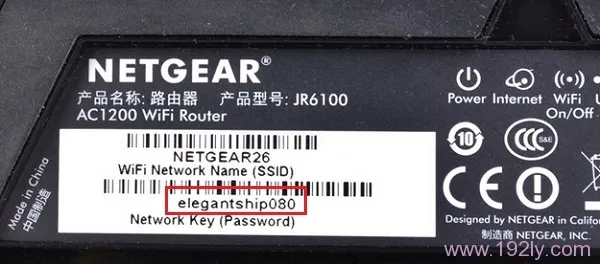 NETGEAR®
产品名称: 路由器 产品型号: JR6100
AC1200 WiFi Router
Power Internet WiFi
On/Off
NETGEAR26
WiFi Network Name (SSID)
elegantship080
Network Key (Password)
Made in China
中国制造
10
CCC
S&E
CE
FC
Designed by NETGEAR in Califor
制造商 NETGEAR, INC.
www.192ly.com